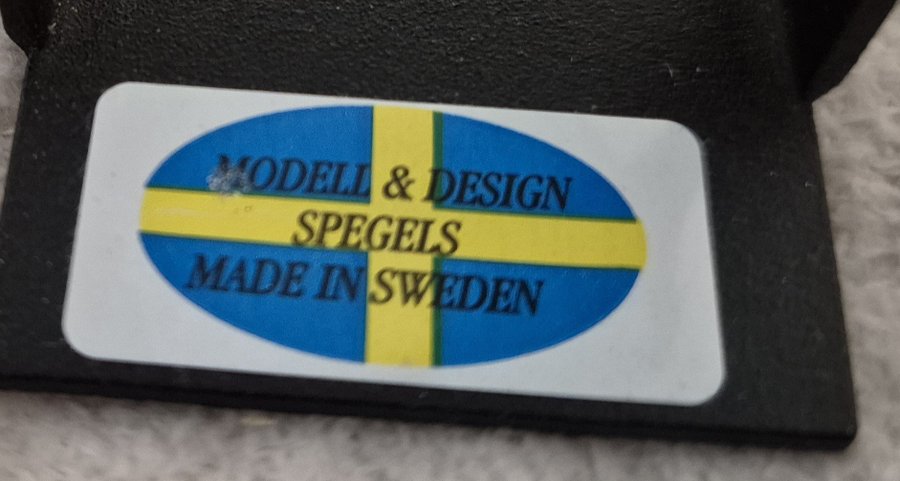 MODELL & DESIGN
SPEGELS
MADE IN SWEDEN